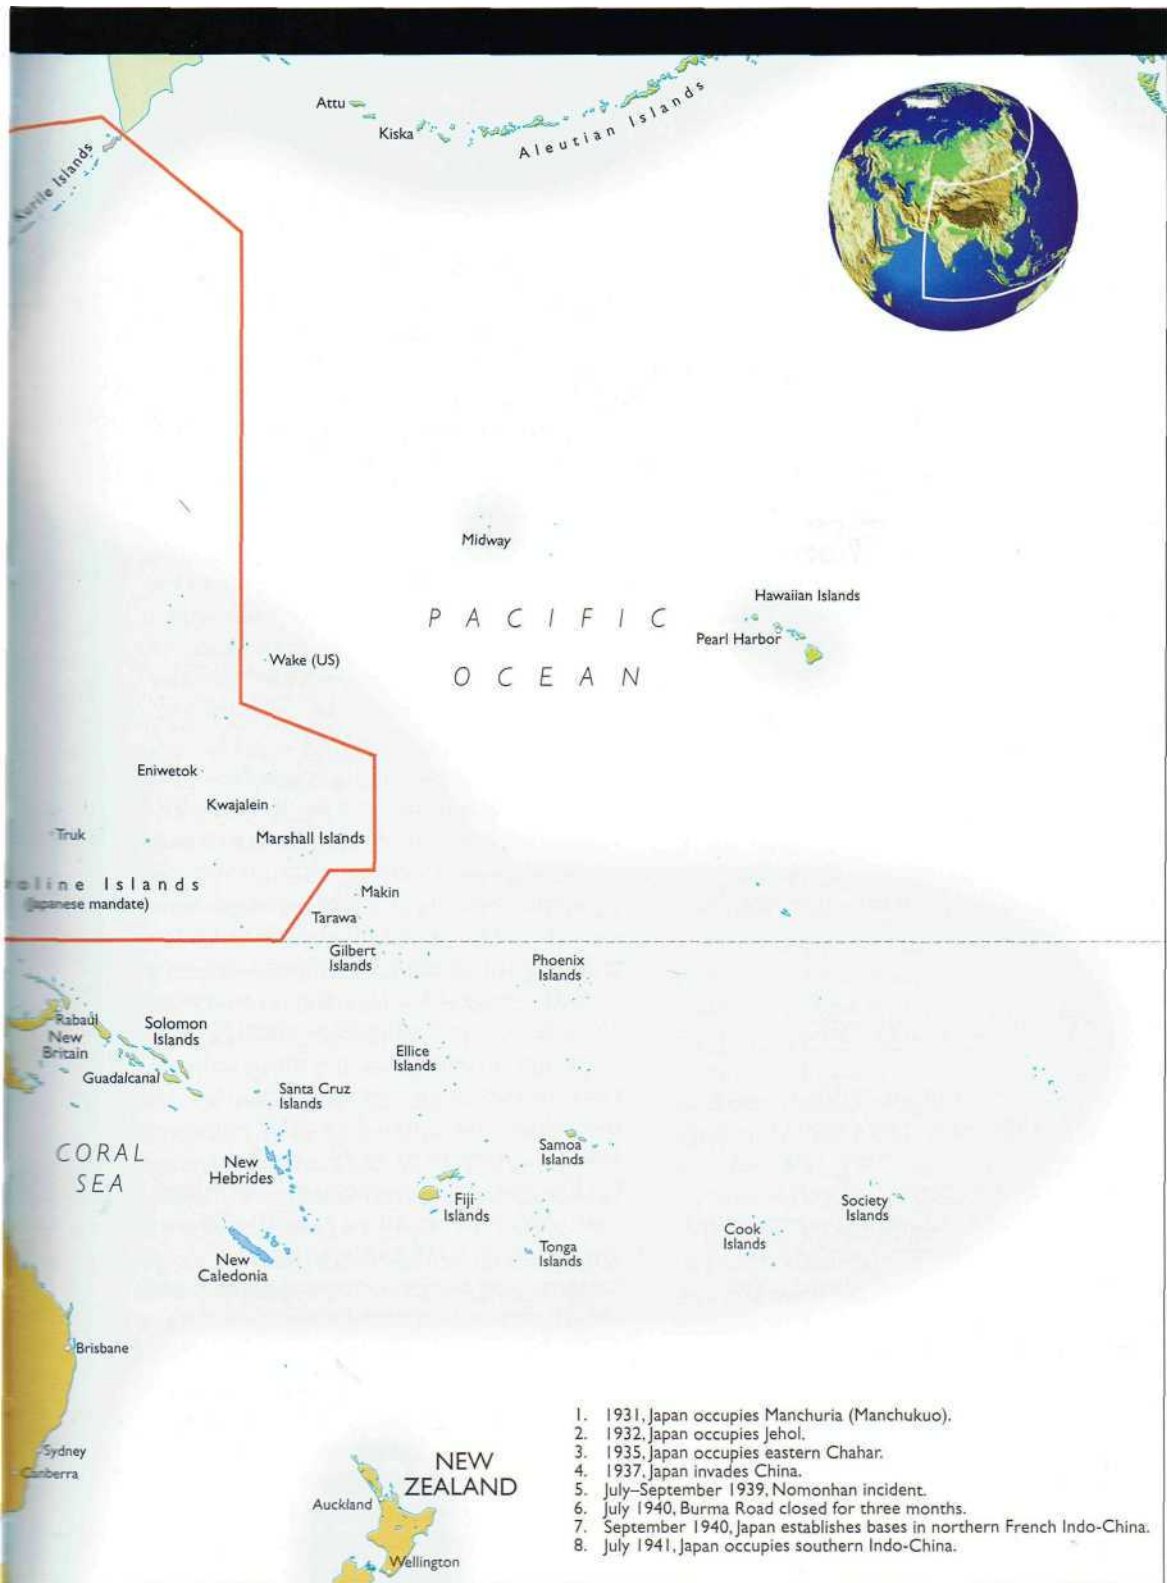 Attu
Kiska
Aleutian Islands
Kurile Islands
Midway
Hawaiian Islands
Pearl Harbor
PACIFIC
OCEAN
Wake (US)
Eniwetok
Kwajalein
Truk
Marshall Islands
Islands
(Japanese mandate)
Makin
Tarawa
Gilbert
Islands
Phoenix
Islands
Rabaul
New
Britain
Solomon
Islands
Guadalcanal
Ellice
Islands
Santa Cruz
Islands
CORAL
SEA
New
Hebrides
Samoa
Islands
Fiji
Islands
Society
Islands
Cook
Islands
Tonga
Islands
New
Caledonia
Brisbane
Sydney
Canberra
NEW
ZEALAND
Auckland
Wellington
1. 1931, Japan occupies Manchuria (Manchukuo).
2. 1932, Japan occupies Jehol.
3. 1935, Japan occupies eastern Chahar.
4. 1937, Japan invades China.
5. July–September 1939, Nomonhan incident.
6. July 1940, Burma Road closed for three months.
7. September 1940, Japan establishes bases in northern French Indo-China.
8. July 1941, Japan occupies southern Indo-China.